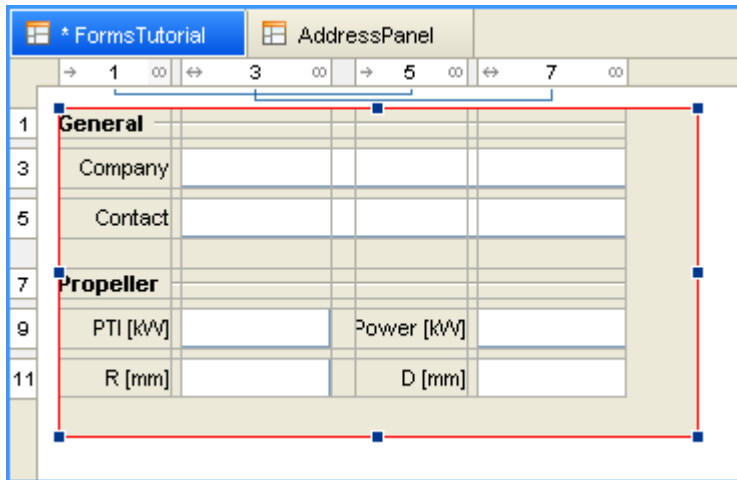 * FormsTutorial AddressPanel
→ 1 ∞ ↔ 3 ∞ → 5 ∞ ↔ 7 ∞
1 General
3 Company
5 Contact
7 Propeller
9 PTI [kW] Power [kW]
11 R [mm] D [mm]